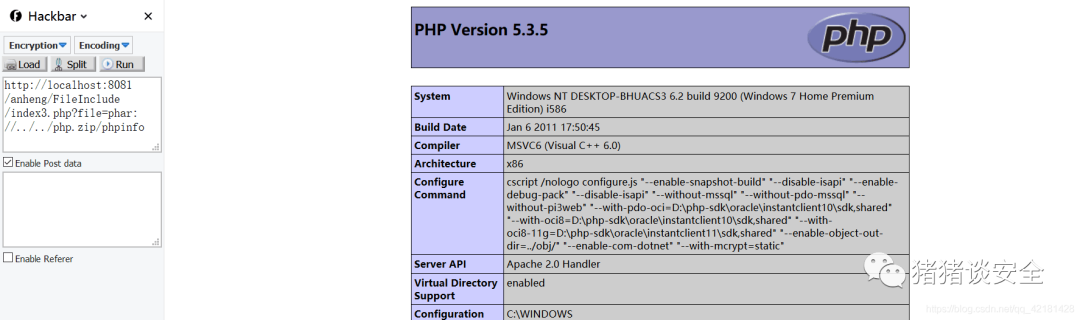 Hackbar
Encryption
Encoding
Load
Split
Run
http://localhost:8081
/anheng/FileInclude
/index3.php?file=phar:
//../../php.zip/phpinfo
Enable Post data
Enable Referer
PHP Version 5.3.5
php
System
Windows NT DESKTOP-BHUACS3 6.2 build 9200 (Windows 7 Home Premium
Edition) i586
Build Date
Jan 6 2011 17:50:45
Compiler
MSVC6 (Visual C++ 6.0)
Architecture
x86
Configure
Command
cscript /nologo configure.js "--enable-snapshot-build" "--disable-isapi" "--enable-
debug-pack" "--disable-isapi" "--without-mssql" "--without-pdo-mssql" "--
without-pi3web" "--with-pdo-oci=D:\php-sdk\oracle\instantclient10\sdk,shared"
"--with-oci8=D:\php-sdk\oracle\instantclient10\sdk,shared" "--with-
oci8-11g=D:\php-sdk\oracle\instantclient11\sdk,shared" "--enable-object-out-
dir=../obj/" "--enable-com-dotnet" "--with-mcrypt=static"
Server API
Apache 2.0 Handler
Virtual Directory
Support
enabled
Configuration
C:\WINDOWS
猪猪谈安全
https://blog.csdn.net/qq_42181428